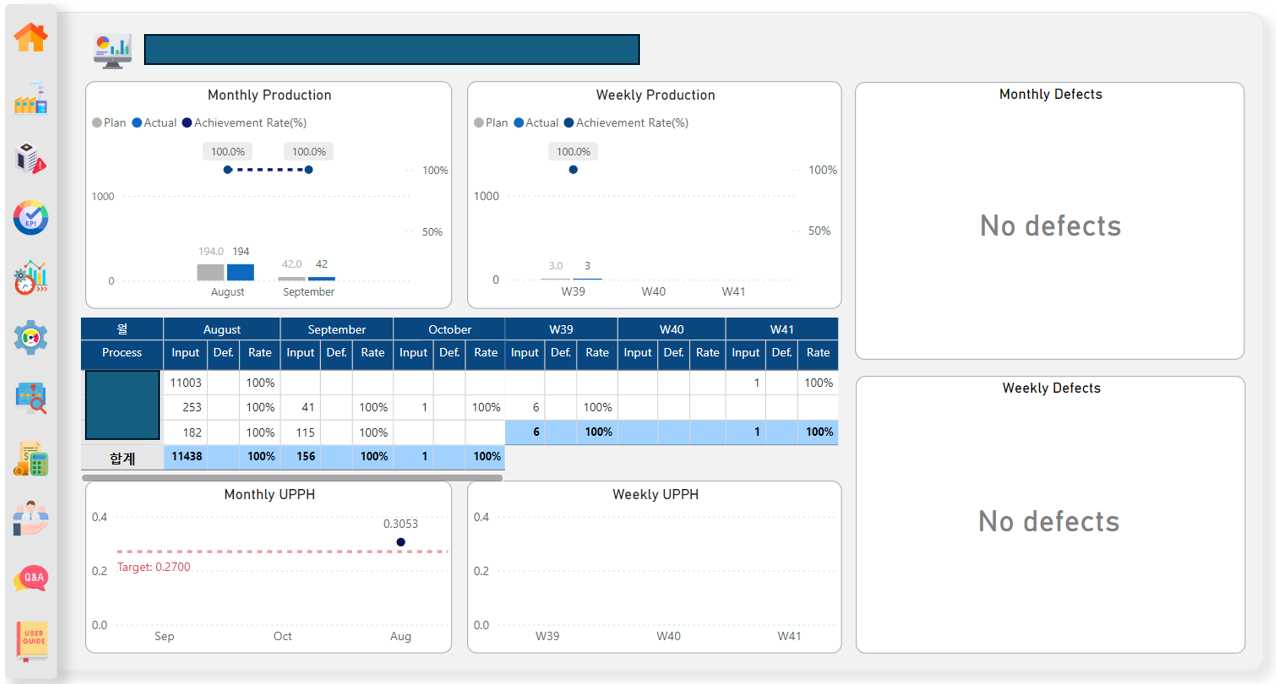 Monthly Production
Plan Actual Achievement Rate(%)
100.0% 100.0%
100%
1000
50%
194.0 194
42.0 42
0
August September
Weekly Production
Plan Actual Achievement Rate(%)
100.0%
100%
1000
50%
3.0 3
0
W39 W40 W41
Monthly Defects
No defects
월 August September October W39 W40 W41
Process Input Def. Rate Input Def. Rate Input Def. Rate Input Def. Rate Input Def. Rate Input Def. Rate
11003 100% 1 100%
253 100% 41 100% 1 100% 6 100%
182 100% 115 100% 6 100% 1 100%
합계 11438 100% 156 100% 1 100%
Weekly Defects
No defects
Monthly UPPH
0.4
0.3053
Target: 0.2700
0.2
0.0
Sep Oct Aug
Weekly UPPH
0.4
0.2
0.0
W39 W40 W41
KPI
Q&A
USER
GUIDE